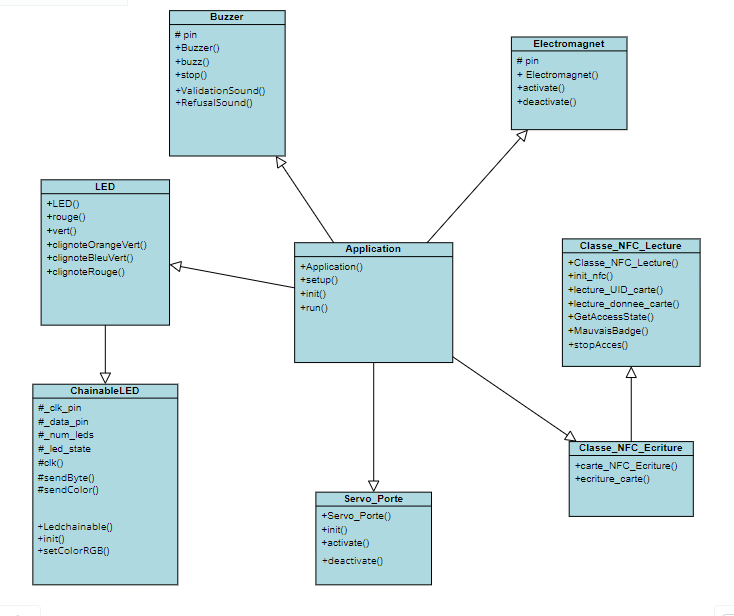 Buzzer
# pin
+Buzzer()
+buzz()
+stop()
+ValidationSound()
+RefusalSound()
Electromagnet
# pin
+ Electromagnet()
+activate()
+deactivate()
LED
+LED()
+rouge()
+vert()
+clignoteOrangeVert()
+clignoteBleuVert()
+clignoteRouge()
Application
+Application()
+setup()
+init()
+run()
Classe_NFC_Lecture
+Classe_NFC_Lecture()
+init_nfc()
+lecture_UID_carte()
+lecture_donnee_carte()
+GetAccessState()
+MauvaisBadge()
+stopAcces()
ChainableLED
#_clk_pin
#_data_pin
#_num_leds
#_led_state
#clk()
#sendByte()
#sendColor()
+Ledchainable()
+init()
+setColorRGB()
Servo_Porte
+Servo_Porte()
+init()
+activate()
+deactivate()
Classe_NFC_Ecriture
+carte_NFC_Ecriture()
+ecriture_carte()